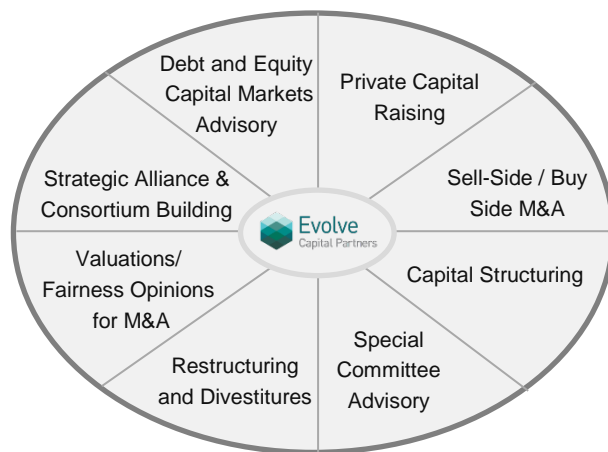 Debt and Equity
Capital Markets
Advisory
Private Capital
Raising
Strategic Alliance &
Consortium Building
Sell-Side / Buy
Side M&A
Evolve
Capital Partners
Valuations/
Fairness Opinions
for M&A
Capital Structuring
Restructuring
and Divestitures
Special
Committee
Advisory